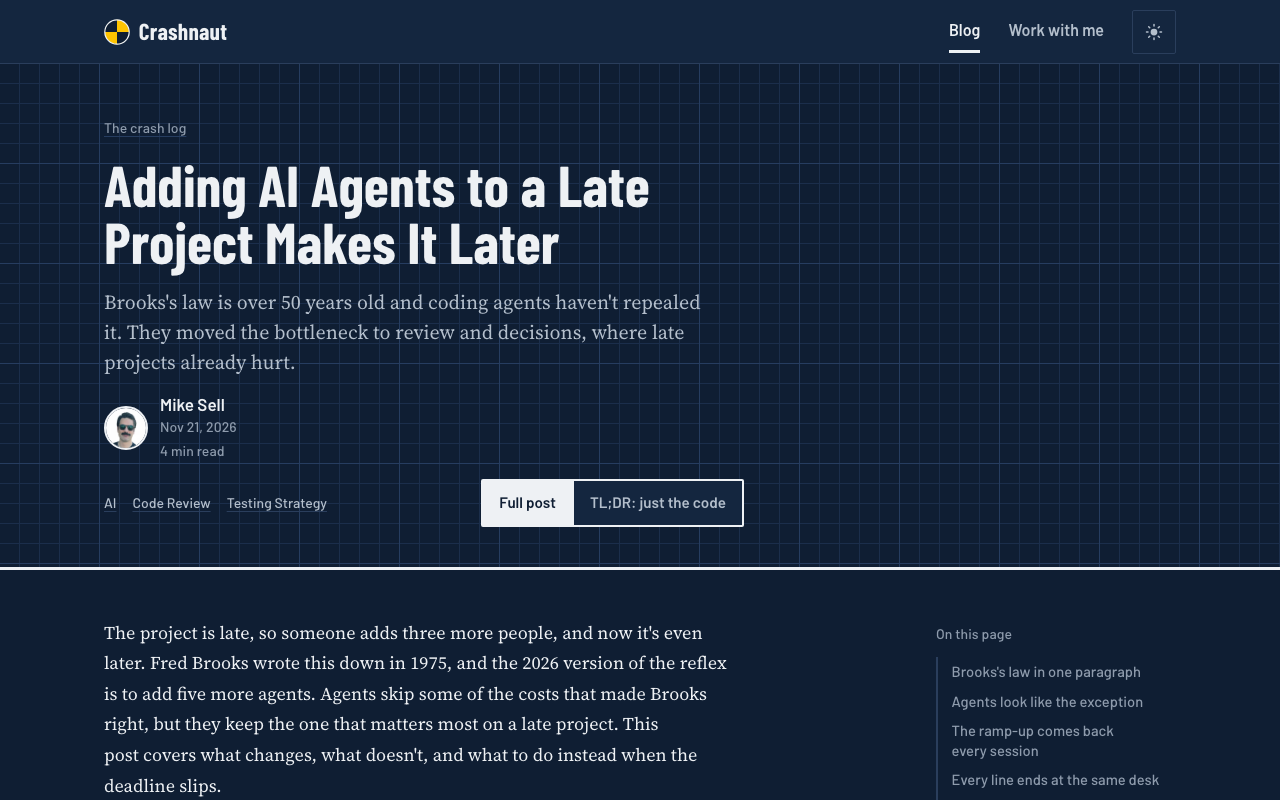 Crashnaut
Blog
Work with me
The crash log
Adding AI Agents to a Late
Project Makes It Later
Brooks's law is over 50 years old and coding agents haven't repealed
it. They moved the bottleneck to review and decisions, where late
projects already hurt.
Mike Sell
Nov 21, 2026
4 min read
AI
Code Review
Testing Strategy
Full post
TL;DR: just the code
The project is late, so someone adds three more people, and now it's even
later. Fred Brooks wrote this down in 1975, and the 2026 version of the reflex
is to add five more agents. Agents skip some of the costs that made Brooks
right, but they keep the one that matters most on a late project. This
post covers what changes, what doesn't, and what to do instead when the
deadline slips.
On this page
Brooks's law in one paragraph
Agents look like the exception
The ramp-up comes back
every session
Every line ends at the same desk